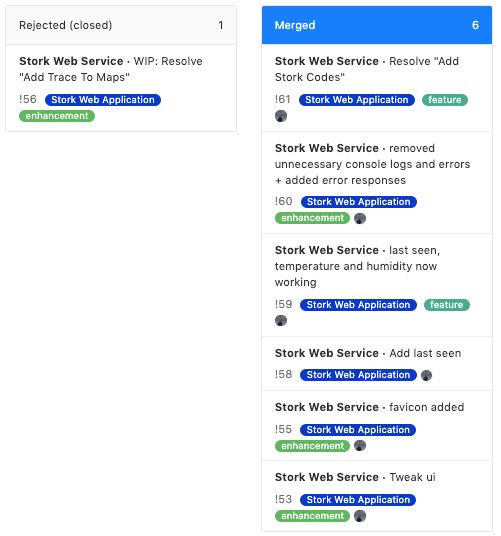 Rejected (closed) 1
Stork Web Service · WIP: Resolve
"Add Trace To Maps"
!56 Stork Web Application
enhancement
Merged 6
Stork Web Service · Resolve "Add
Stork Codes"
!61 Stork Web Application feature
Stork Web Service · removed
unnecessary console logs and errors
+ added error responses
!60 Stork Web Application
enhancement
Stork Web Service · last seen,
temperature and humidity now
working
!59 Stork Web Application feature
Stork Web Service · Add last seen
!58 Stork Web Application
Stork Web Service · favicon added
!55 Stork Web Application
enhancement
Stork Web Service · Tweak ui
!53 Stork Web Application
enhancement